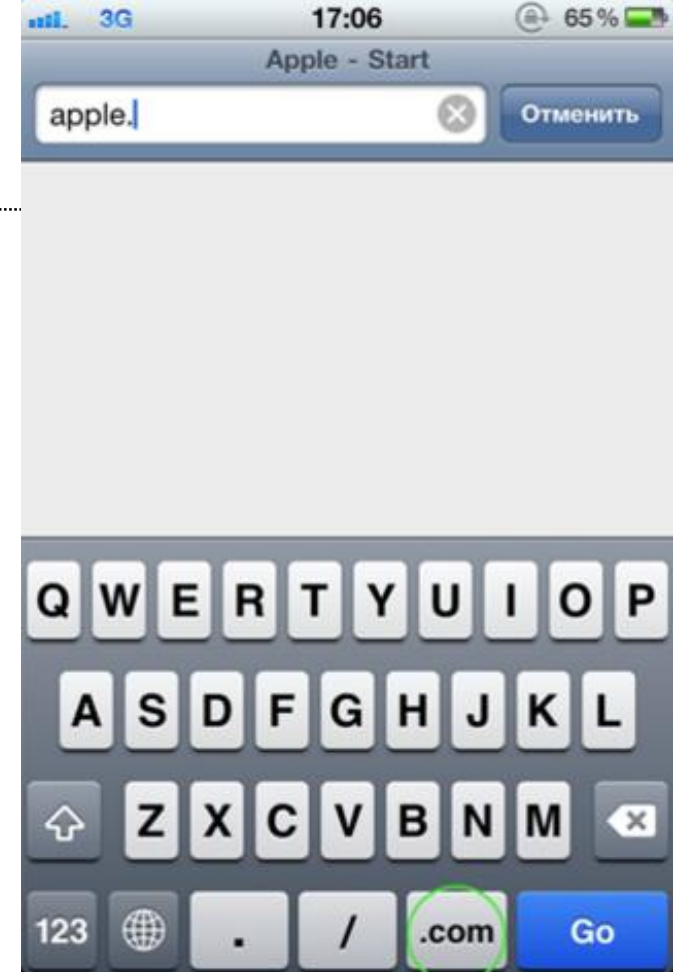 3G 17:06 65%
Apple - Start
apple. Отменить
Q W E R T Y U I O P
A S D F G H J K L
Z X C V B N M
123 . / .com Go